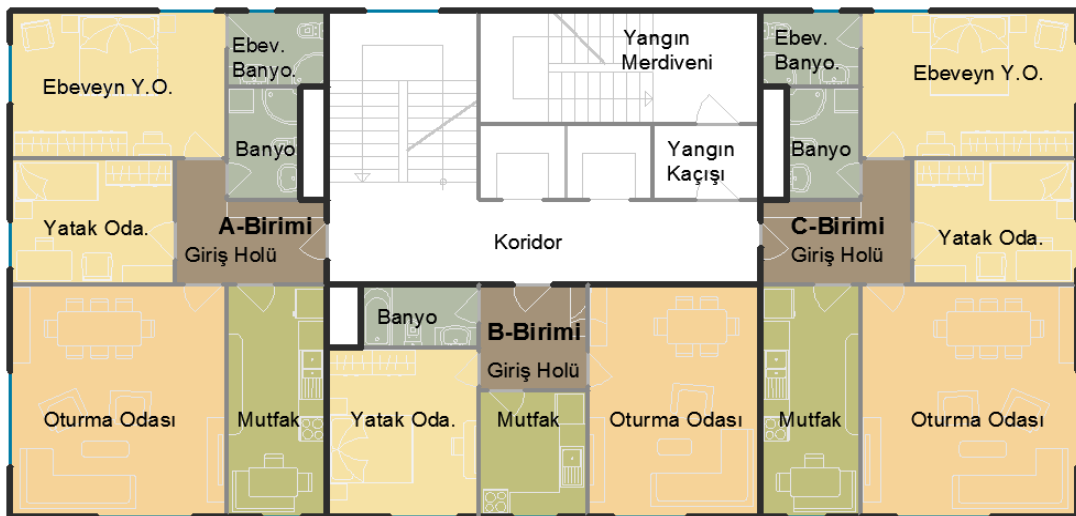 Ebev.
Banyo.
Ebeveyn Y.O.
Banyo
Yatak Oda.
A-Birimi
Giriş Holü
Oturma Odası
Mutfak
Yangın
Merdiveni
Yangın
Kaçışı
Koridor
Banyo
B-Birimi
Giriş Holü
Yatak Oda.
Mutfak
Oturma Odası
Ebev.
Banyo.
Ebeveyn Y.O.
Banyo
C-Birimi
Giriş Holü
Yatak Oda.
Mutfak
Oturma Odası